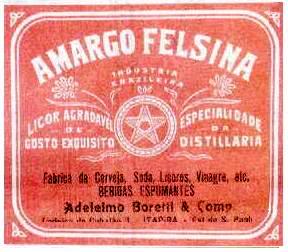 AMARGO FELSINA
INDUSTRIA
BRAZILEIRA
LICOR AGRADAVEL
DE
GOSTO EXQUISITO
ESPECIALIDADE
DA
DISTILLARIA
Fabrica de Cerveja, Soda, Licores, Vinagre, etc.
BEBIDAS ESPUMANTES
Adelelmo Boretti & Comp.
ITAPIRA